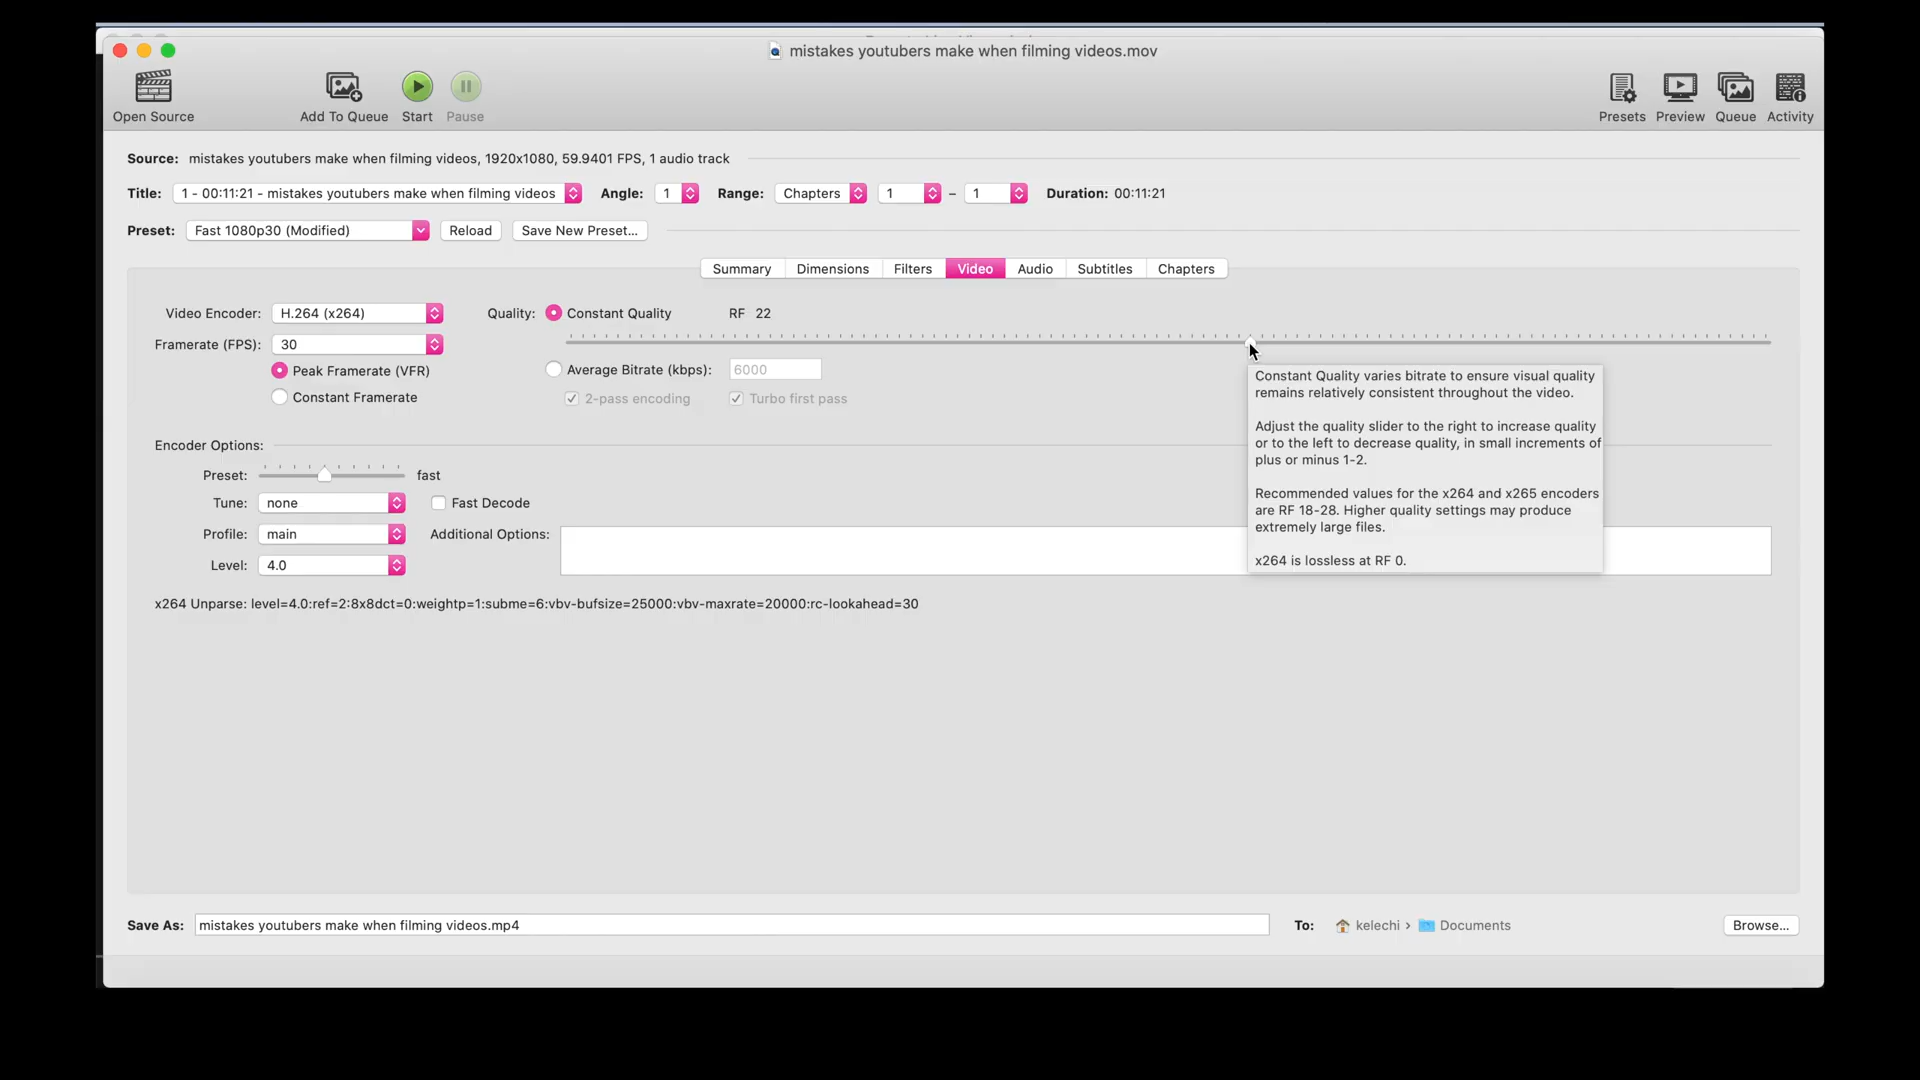 mistakes youtubers make when filming videos.mov
Open Source
Add To Queue
Start
Pause
Presets
Preview
Queue
Activity
Source: mistakes youtubers make when filming videos, 1920x1080, 59.9401 FPS, 1 audio track
Title: 1 - 00:11:21 - mistakes youtubers make when filming videos Angle: 1 Range: Chapters 1 – 1 Duration: 00:11:21
Preset: Fast 1080p30 (Modified) Reload Save New Preset...
Summary Dimensions Filters Video Audio Subtitles Chapters
Video Encoder: H.264 (x264) Quality: Constant Quality RF 22
Framerate (FPS): 30
Peak Framerate (VFR) Average Bitrate (kbps): 6000
Constant Framerate 2-pass encoding Turbo first pass
Constant Quality varies bitrate to ensure visual quality
remains relatively consistent throughout the video.
Adjust the quality slider to the right to increase quality
or to the left to decrease quality, in small increments of
plus or minus 1-2.
Recommended values for the x264 and x265 encoders
are RF 18-28. Higher quality settings may produce
extremely large files.
x264 is lossless at RF 0.
Encoder Options:
Preset: fast
Tune: none Fast Decode
Profile: main Additional Options:
Level: 4.0
x264 Unparse: level=4.0:ref=2:8x8dct=0:weightp=1:subme=6:vbv-bufsize=25000:vbv-maxrate=20000:rc-lookahead=30
Save As: mistakes youtubers make when filming videos.mp4 To: kelechi › Documents Browse...